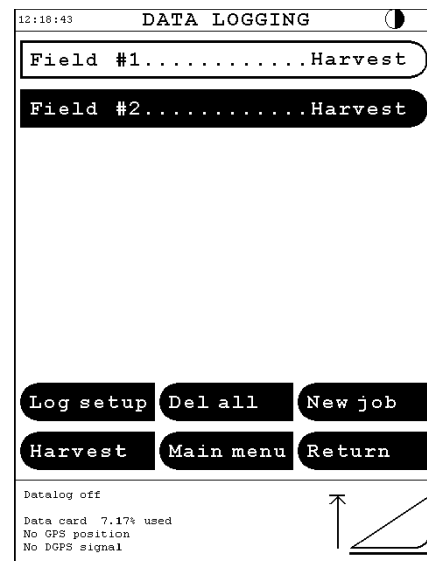 12:18:43 DATA LOGGING
Field #1............Harvest
Field #2............Harvest
Log setup Del all New job
Harvest Main menu Return
Datalog off
Data card 7.17% used
No GPS position
No DGPS signal